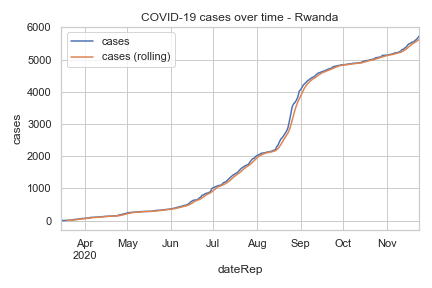 COVID-19 cases over time - Rwanda
cases
cases (rolling)
6000
5000
4000
3000
2000
1000
0
cases
Apr
2020
May
Jun
Jul
Aug
Sep
Oct
Nov
dateRep